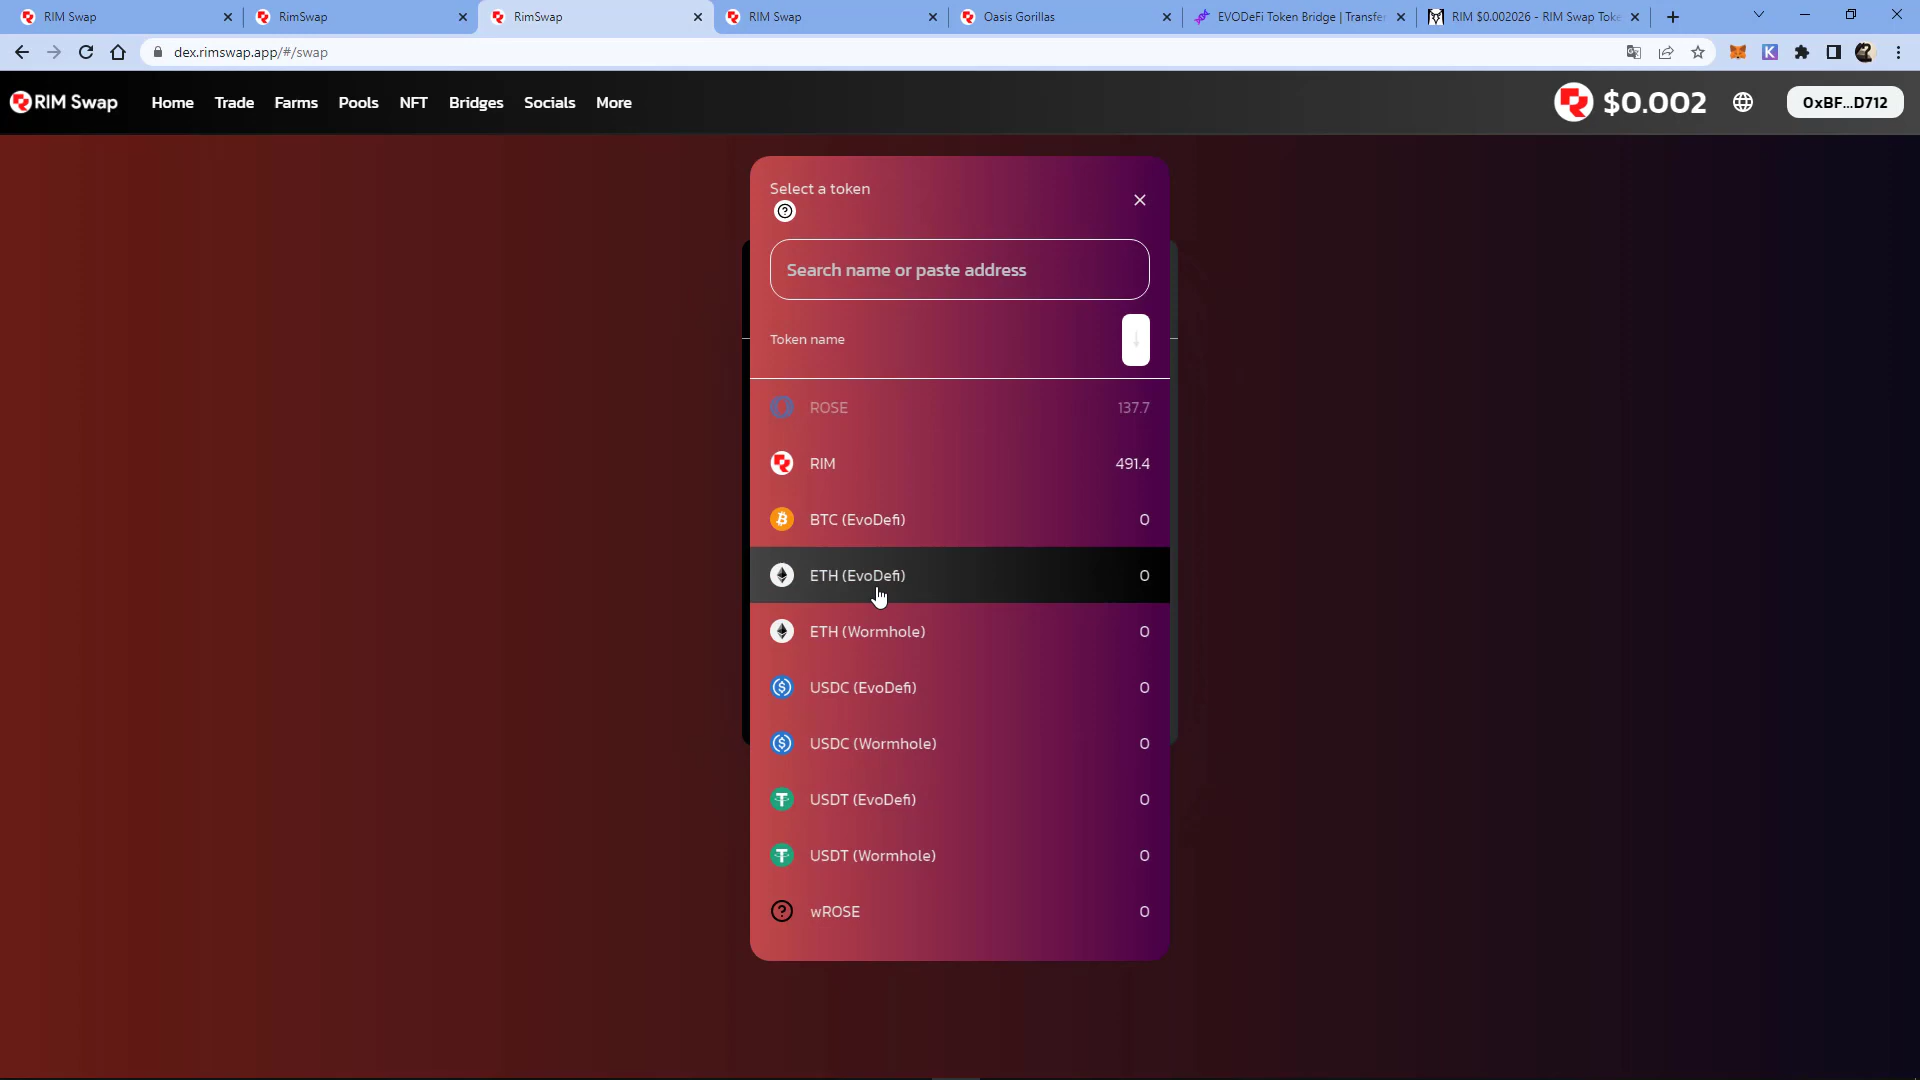 RIM Swap
RimSwap
RimSwap
RIM Swap
Oasis Gorillas
EVODeFi Token Bridge | Transfe
RIM $0.002026 - RIM Swap Toke
dex.rimswap.app/#/swap
RIM Swap
Home
Trade
Farms
Pools
NFT
Bridges
Socials
More
$0.002
0xBF...D712
Select a token
Search name or paste address
Token name
ROSE 137.7
RIM 491.4
BTC (EvoDefi) 0
ETH (EvoDefi) 0
ETH (Wormhole) 0
USDC (EvoDefi) 0
USDC (Wormhole) 0
USDT (EvoDefi) 0
USDT (Wormhole) 0
wROSE 0